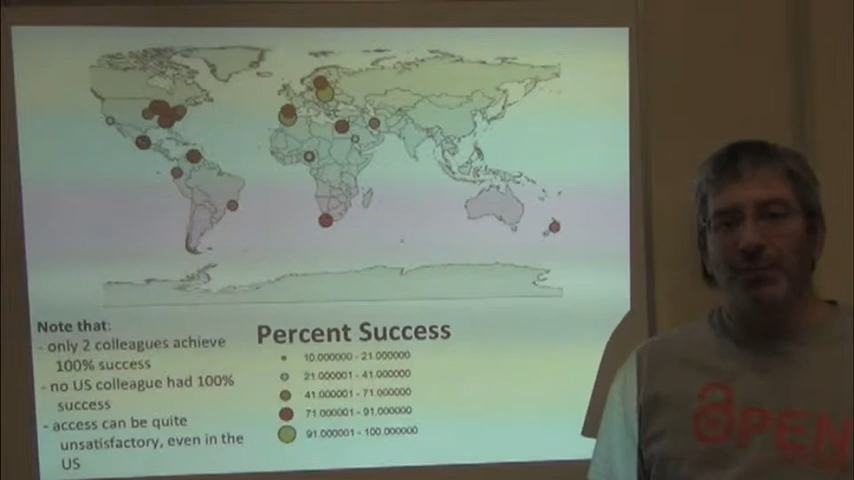 Note that:
- only 2 colleagues achieve
100% success
- no US colleague had 100%
success
- access can be quite
unsatisfactory, even in the
US
Percent Success
10.000000 - 21.000000
21.000001 - 41.000000
41.000001 - 71.000000
71.000001 - 91.000000
91.000001 - 100.000000
OPEN